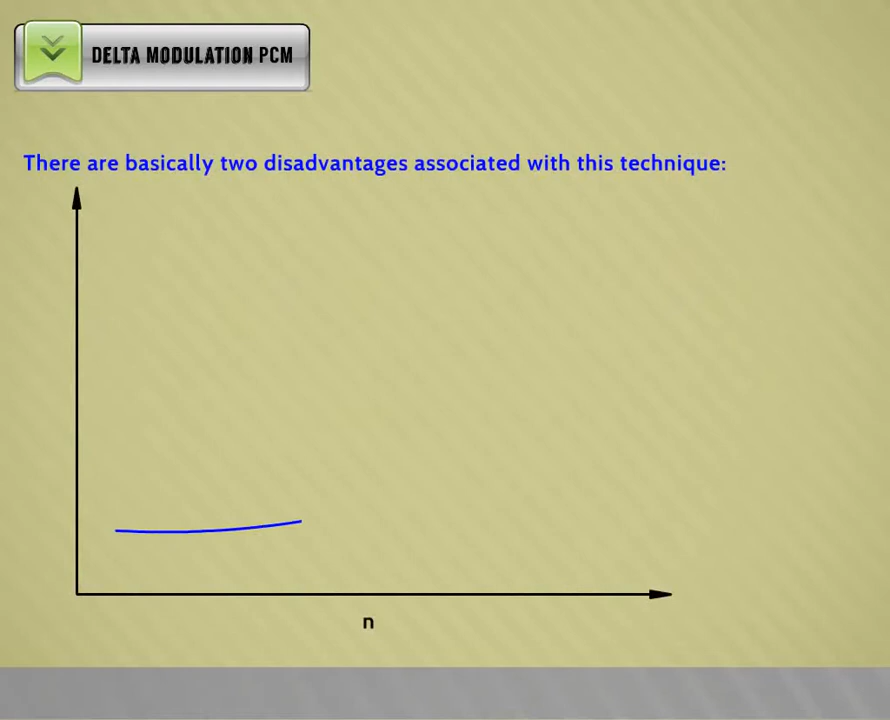 DELTA MODULATION PCM
There are basically two disadvantages associated with this technique:
n